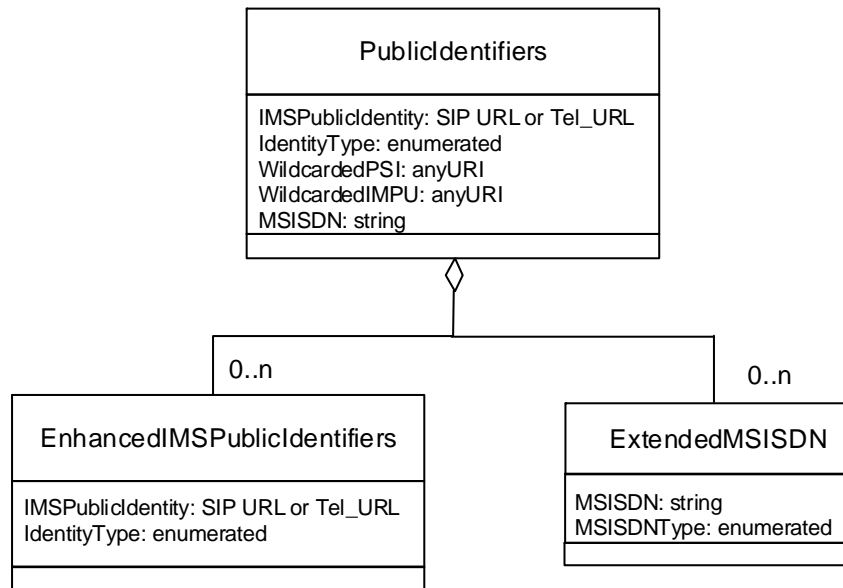 PublicIdentifiers
IMSPublicIdentity: SIP URL or Tel_URL
IdentityType: enumerated
WildcardedPSI: anyURI
WildcardedIMPU: anyURI
MSISDN: string
0..n
0..n
EnhancedIMSPublicIdentifiers
IMSPublicIdentity: SIP URL or Tel_URL
IdentityType: enumerated
ExtendedMSISDN
MSISDN: string
MSISDNType: enumerated